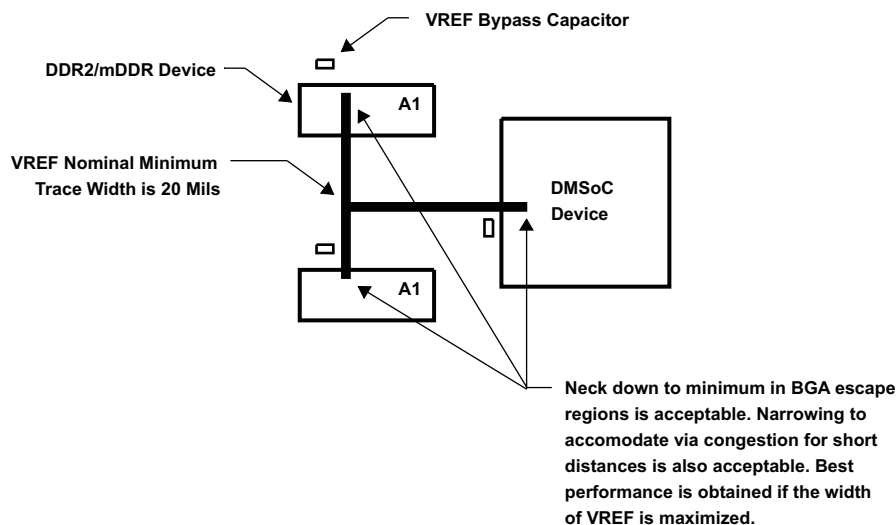 VREF Bypass Capacitor
DDR2/mDDR Device
A1
VREF Nominal Minimum
Trace Width is 20 Mils
DMSoC
Device
A1
Neck down to minimum in BGA escape
regions is acceptable. Narrowing to
accomodate via congestion for short
distances is also acceptable. Best
performance is obtained if the width
of VREF is maximized.